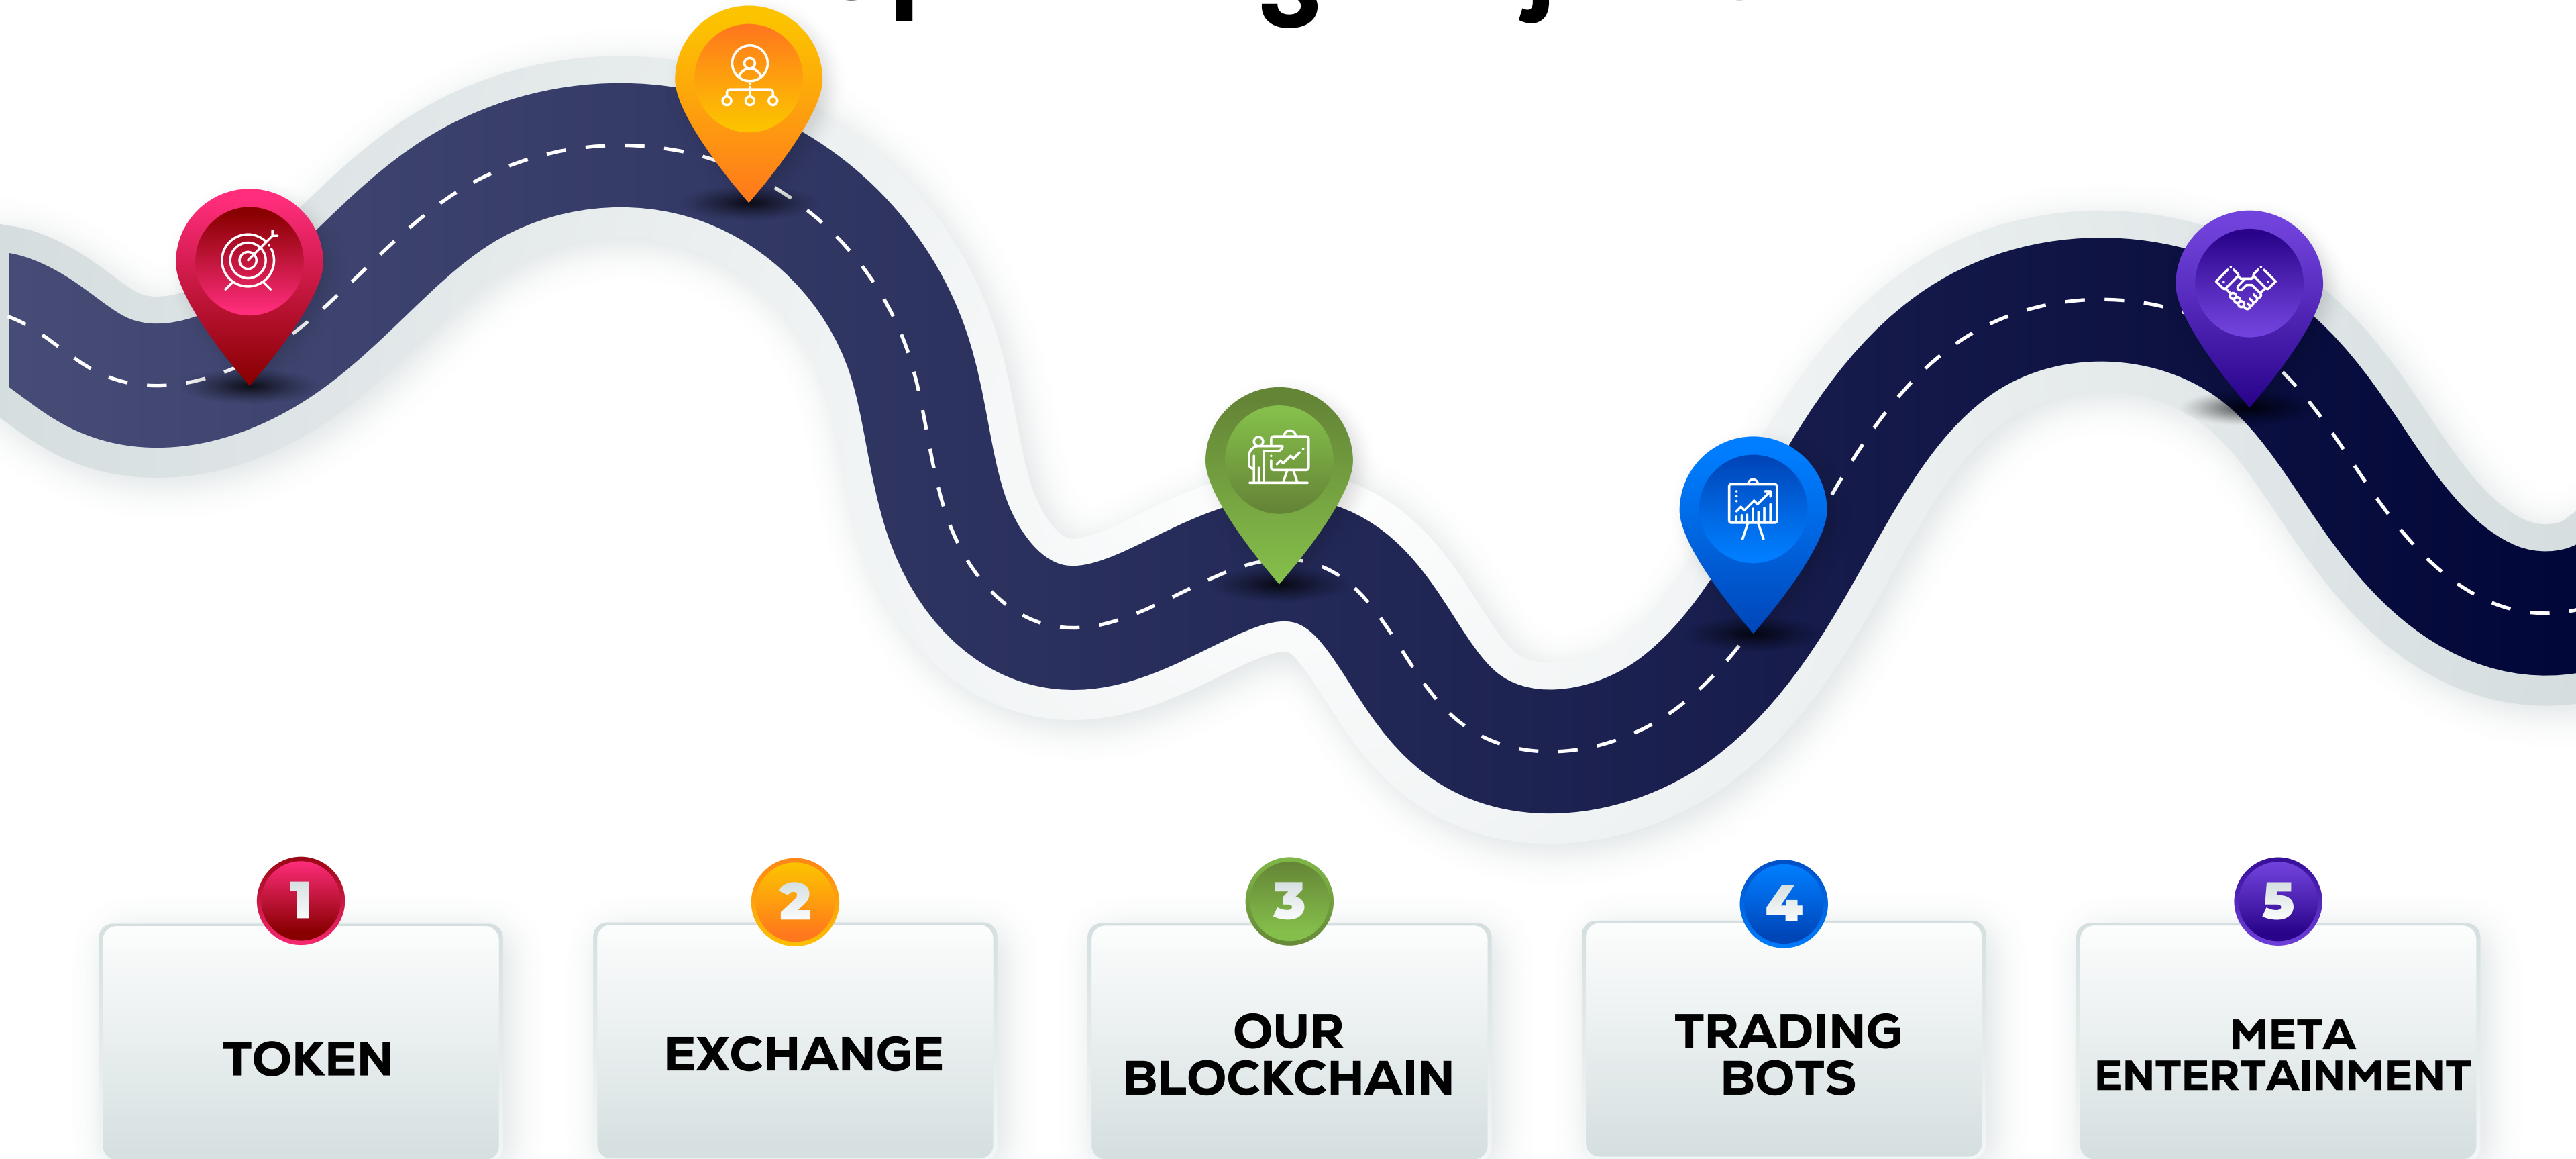 1
2
3
4
5
TOKEN
EXCHANGE
OUR
BLOCKCHAIN
TRADING
BOTS
META
ENTERTAINMENT